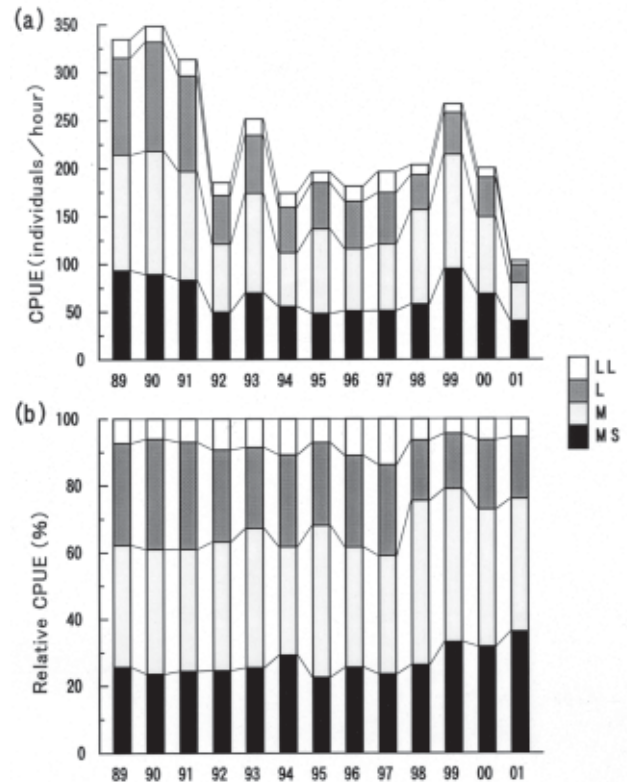 (a)
350
300
250
200
150
100
50
0
CPUE(individuals/hour)
89 90 91 92 93 94 95 96 97 98 99 00 01
LL
L
M
MS
(b)
100
80
60
40
20
0
Relative CPUE(%)
89 90 91 92 93 94 95 96 97 98 99 00 01